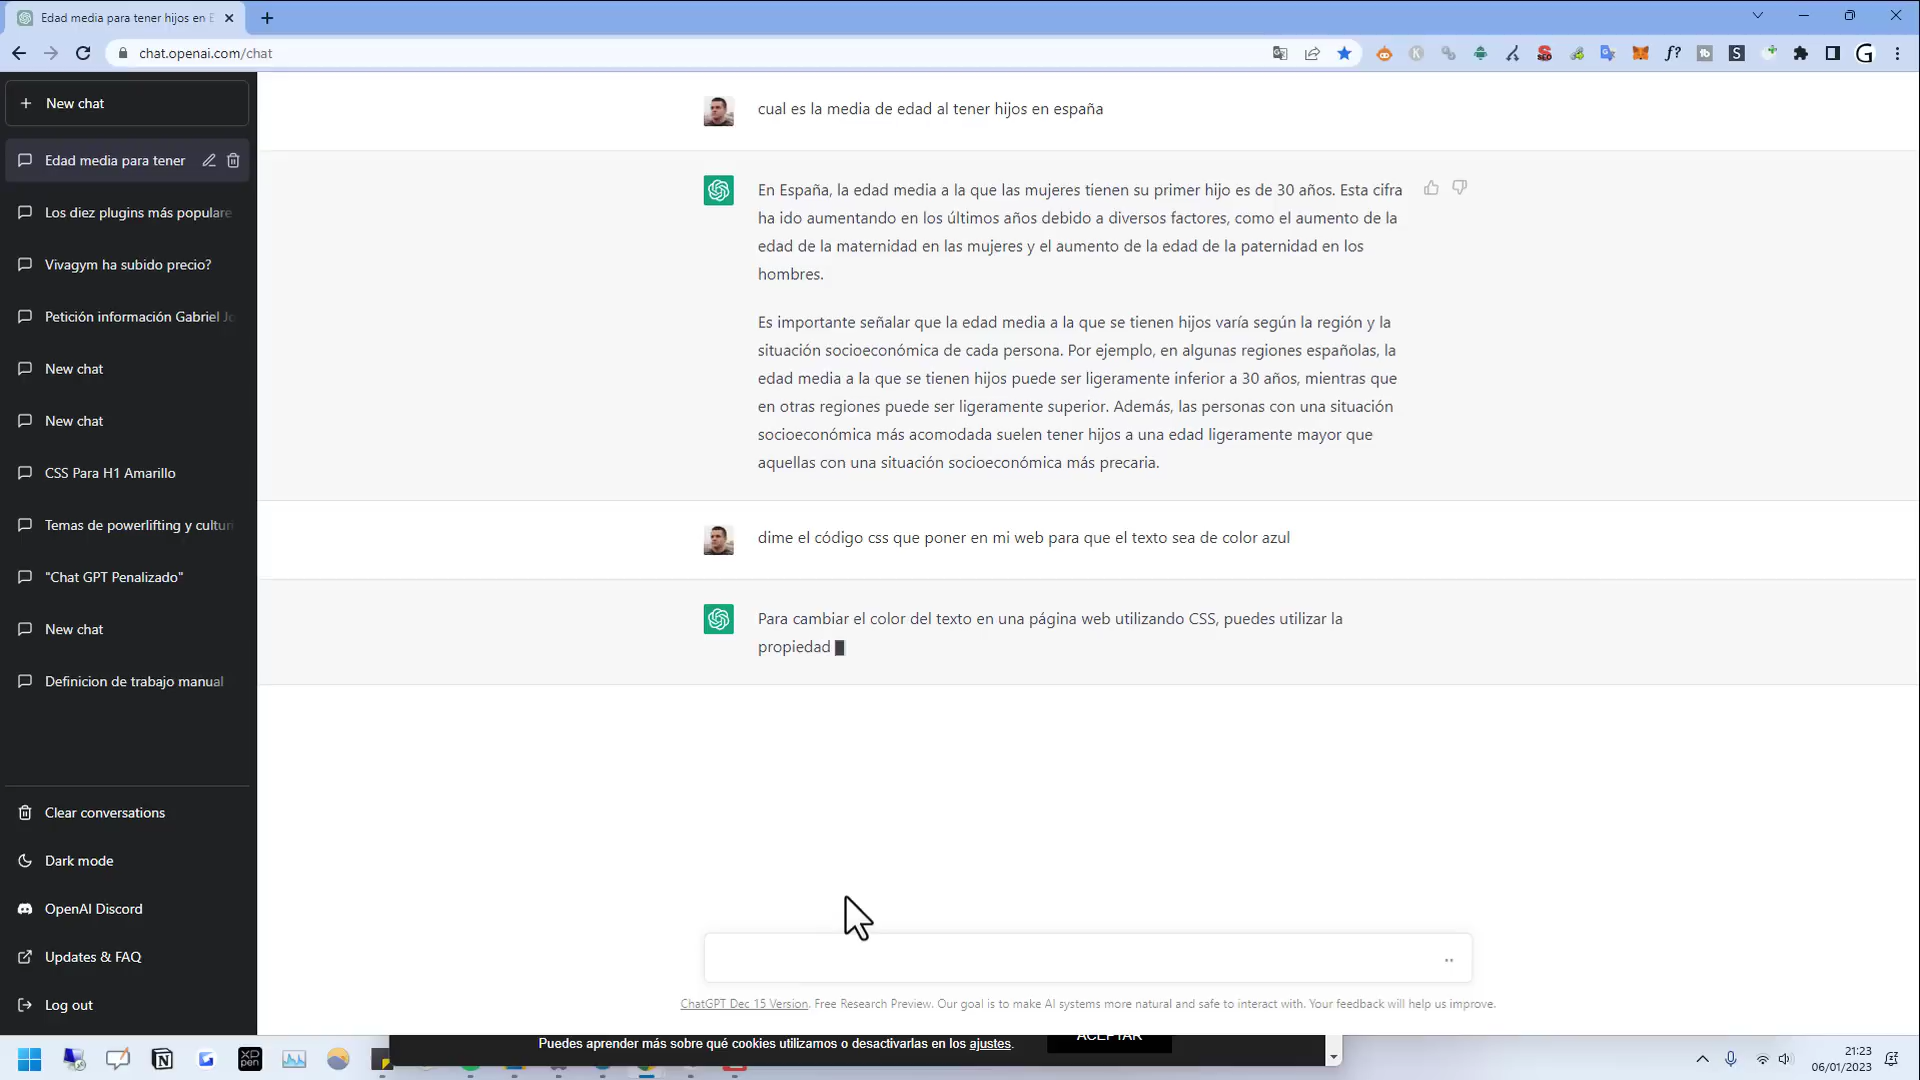 Edad media para tener hijos en E
chat.openai.com/chat
New chat
Edad media para tener
Los diez plugins más populare
Vivagym ha subido precio?
Petición información Gabriel Jo
New chat
New chat
CSS Para H1 Amarillo
Temas de powerlifting y cultur
"Chat GPT Penalizado"
New chat
Definicion de trabajo manual
Clear conversations
Dark mode
OpenAI Discord
Updates & FAQ
Log out
cual es la media de edad al tener hijos en españa
En España, la edad media a la que las mujeres tienen su primer hijo es de 30 años. Esta cifra
ha ido aumentando en los últimos años debido a diversos factores, como el aumento de la
edad de la maternidad en las mujeres y el aumento de la edad de la paternidad en los
hombres.
Es importante señalar que la edad media a la que se tienen hijos varía según la región y la
situación socioeconómica de cada persona. Por ejemplo, en algunas regiones españolas, la
edad media a la que se tienen hijos puede ser ligeramente inferior a 30 años, mientras que
en otras regiones puede ser ligeramente superior. Además, las personas con una situación
socioeconómica más acomodada suelen tener hijos a una edad ligeramente mayor que
aquellas con una situación socioeconómica más precaria.
dime el código css que poner en mi web para que el texto sea de color azul
Para cambiar el color del texto en una página web utilizando CSS, puedes utilizar la
propiedad
ChatGPT Dec 15 Version. Free Research Preview. Our goal is to make AI systems more natural and safe to interact with. Your feedback will help us improve.
Puedes aprender más sobre qué cookies utilizamos o desactivarlas en los ajustes.
ACEPTAR
XP
pen
21:23
06/01/2023